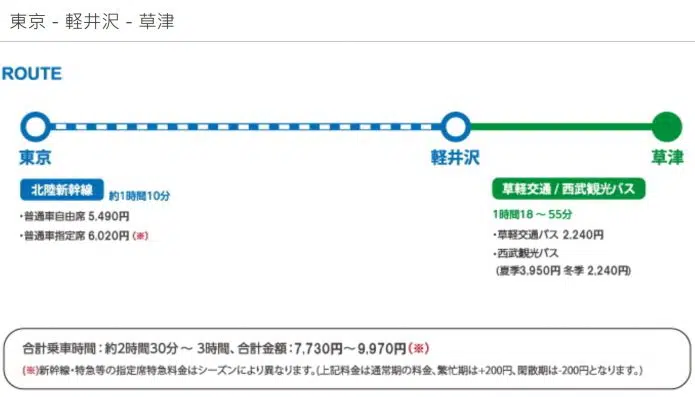 東京 - 軽井沢 - 草津
ROUTE
東京
軽井沢
草津
北陸新幹線 約1時間10分
・普通車自由席 5,490円
・普通車指定席 6,020円 (※)
草軽交通 / 西武観光バス
1時間18 ~ 55分
・草軽交通バス 2,240円
・西武観光バス
(夏季3.950円 冬季 2,240円)
合計乗車時間：約2時間30分 ~ 3時間、合計金額：7,730円~9,970円(※)
(※)新幹線・特急等の指定席特急料金はシーズンにより異なります。(上記料金は通常期の料金、繁忙期は+200円、閑散期は-200円となります。)